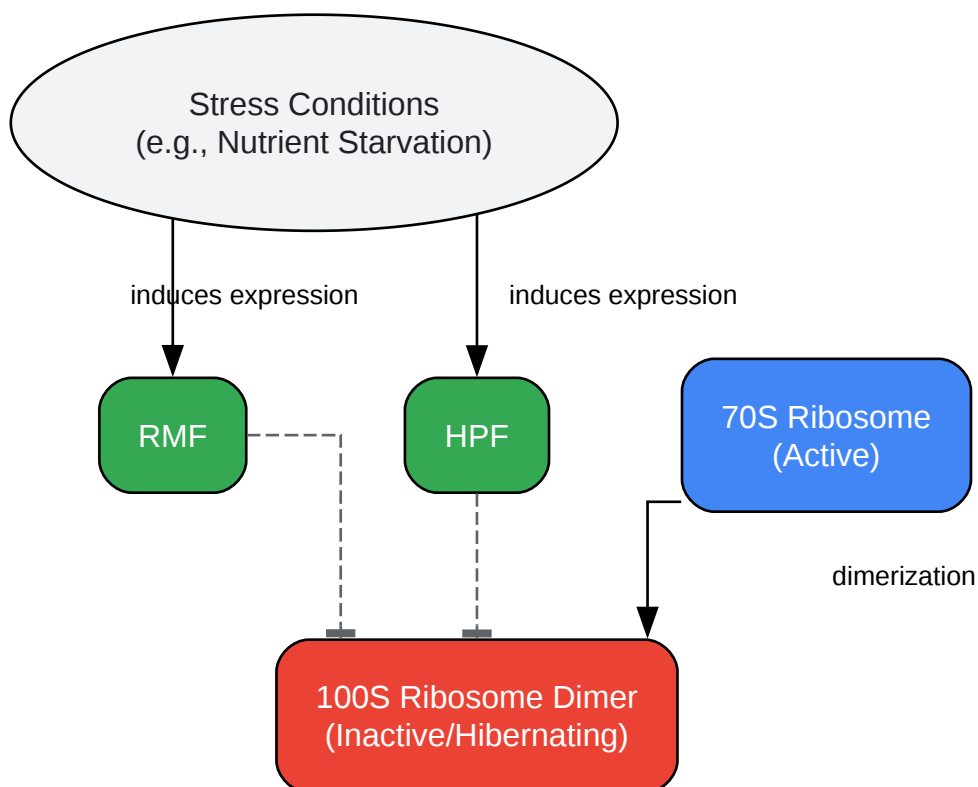 Stress Conditions
(e.g., Nutrient Starvation)
induces expression
induces expression
RMF
HPF
70S Ribosome
(Active)
dimerization
100S Ribosome Dimer
(Inactive/Hibernating)